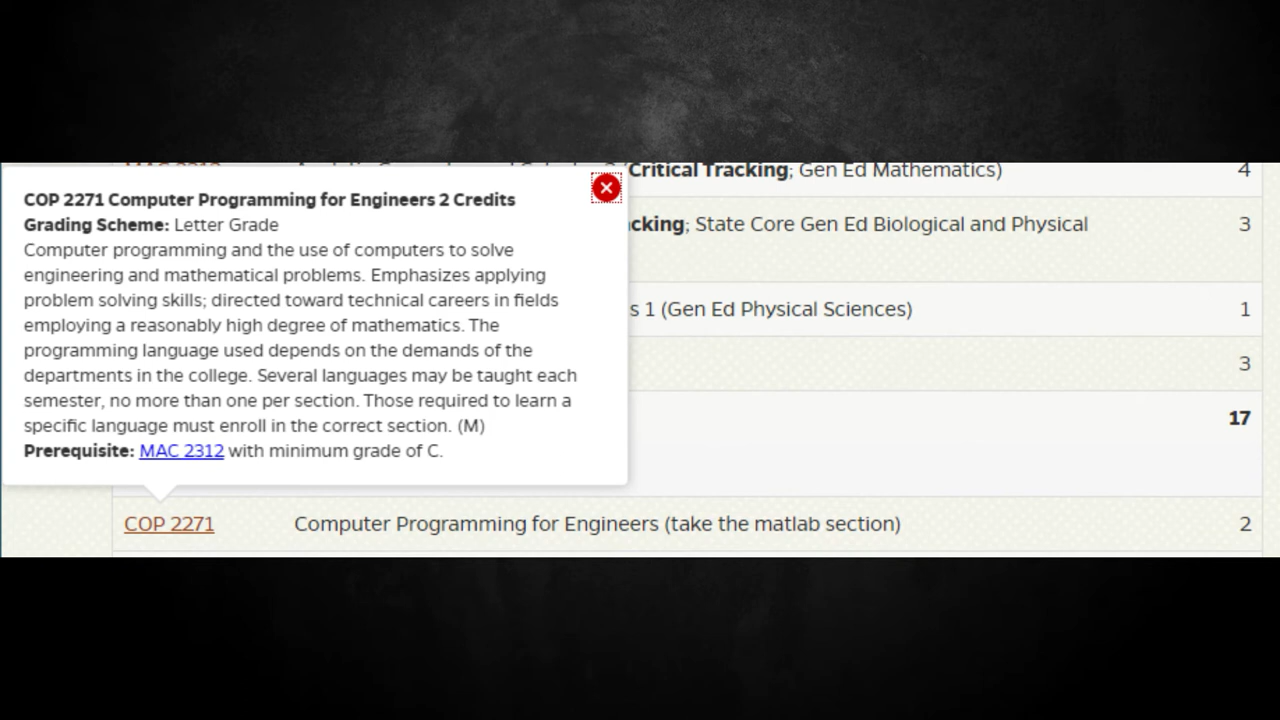 Critical Tracking; Gen Ed Mathematics) 4
COP 2271 Computer Programming for Engineers 2 Credits
Grading Scheme: Letter Grade
Computer programming and the use of computers to solve
engineering and mathematical problems. Emphasizes applying
problem solving skills; directed toward technical careers in fields
employing a reasonably high degree of mathematics. The
programming language used depends on the demands of the
departments in the college. Several languages may be taught each
semester, no more than one per section. Those required to learn a
specific language must enroll in the correct section. (M)
Prerequisite: MAC 2312 with minimum grade of C.
cking; State Core Gen Ed Biological and Physical 3
s 1 (Gen Ed Physical Sciences) 1
3
17
COP 2271 Computer Programming for Engineers (take the matlab section) 2